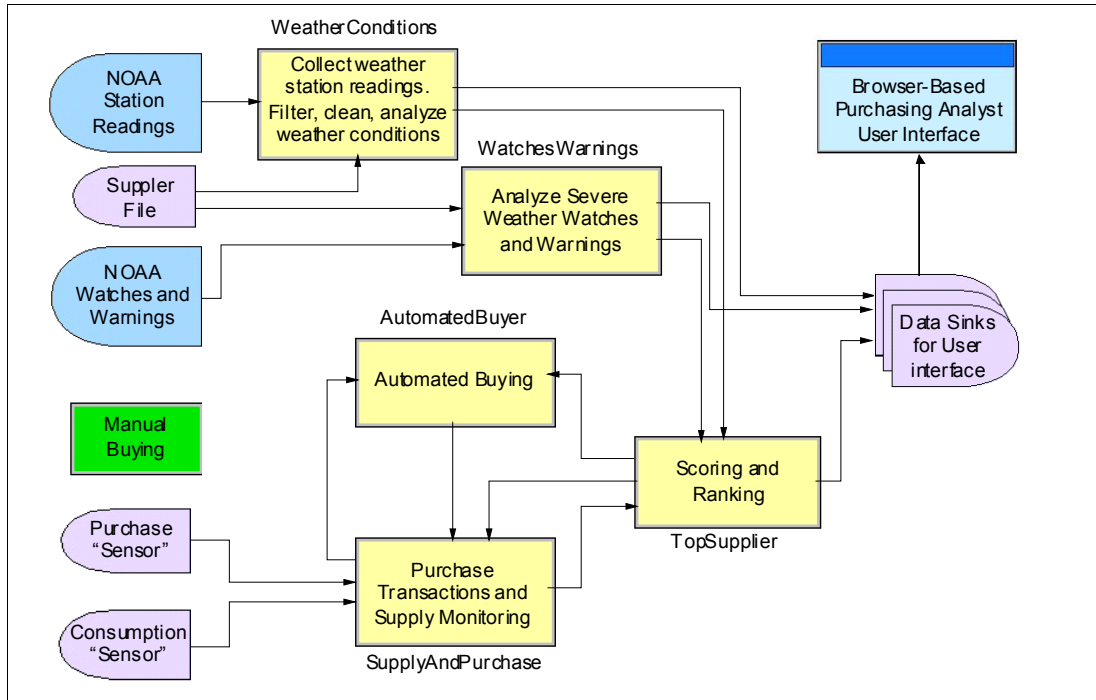 WeatherConditions
NOAA
Station
Readings
Collect weather
station readings.
Filter, clean, analyze
weather conditions
Browser-Based
Purchasing Analyst
User Interface
WatchesWarnings
Suppler
File
Analyze Severe
Weather Watches
and Warnings
NOAA
Watches and
Warnings
Data Sinks
for User
interface
AutomatedBuyer
Automated Buying
Manual
Buying
Scoring and
Ranking
TopSupplier
Purchase
“Sensor”
Purchase
Transactions and
Supply Monitoring
Consumption
“Sensor”
SupplyAndPurchase